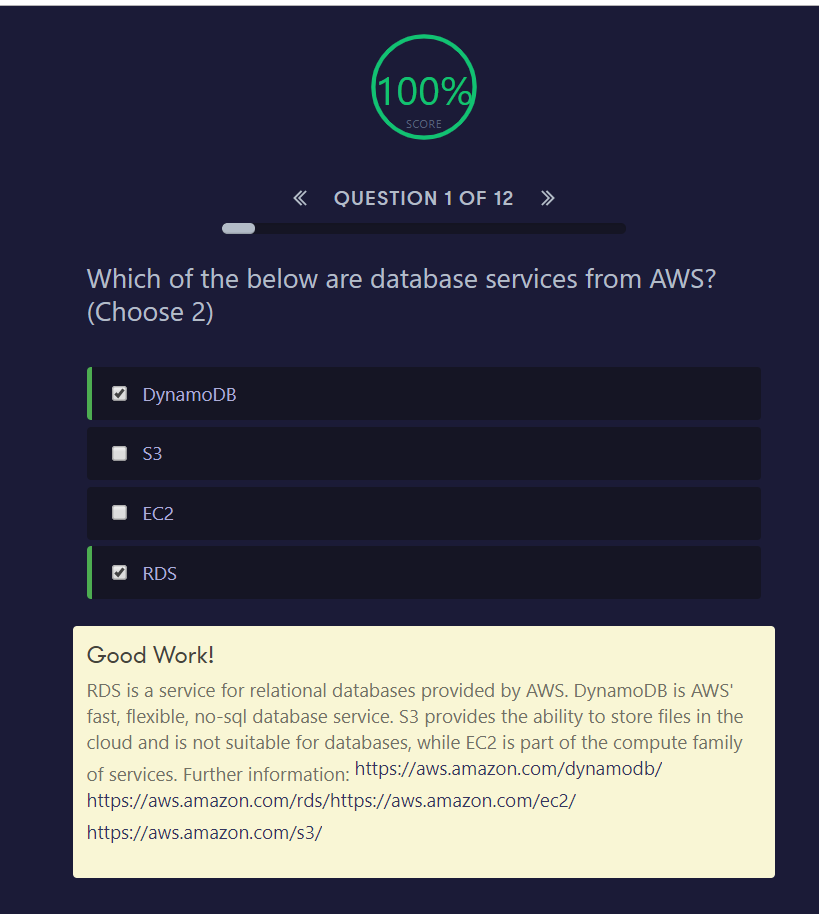 100%
SCORE
QUESTION 1 OF 12
Which of the below are database services from AWS?
(Choose 2)
DynamoDB
S3
EC2
RDS
Good Work!
RDS is a service for relational databases provided by AWS. DynamoDB is AWS'
fast, flexible, no-sql database service. S3 provides the ability to store files in the
cloud and is not suitable for databases, while EC2 is part of the compute family
of services. Further information: https://aws.amazon.com/dynamodb/
https://aws.amazon.com/rds/https://aws.amazon.com/ec2/
https://aws.amazon.com/s3/